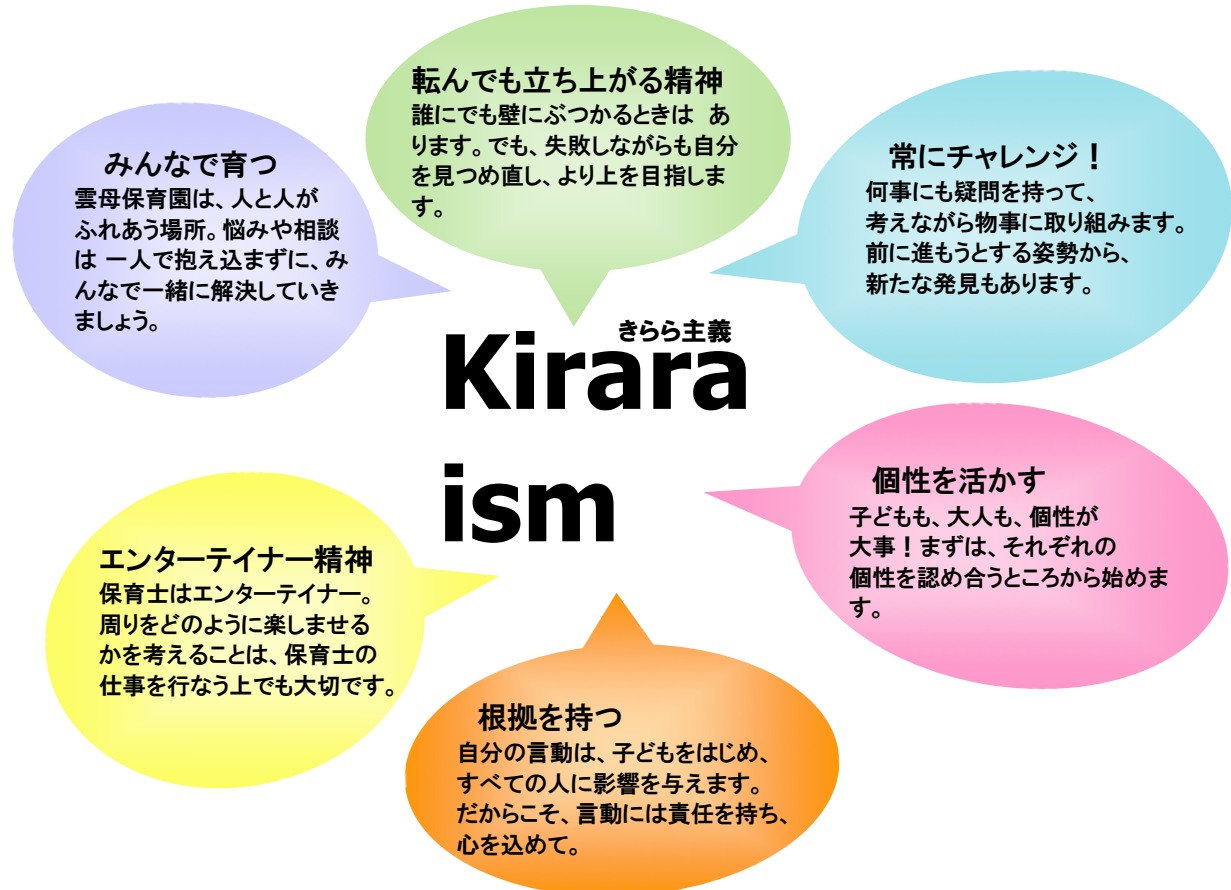 転んでも立ち上がる精神
誰にでも壁にぶつかるときは あ
ります。でも、失敗しながらも自分
を見つめ直し、より上を目指しま
す。
みんなで育つ
雲母保育園は、人と人が
ふれあう場所。悩みや相談
は 一人で抱え込まずに、み
んなで一緒に解決していき
ましょう。
常にチャレンジ！
何事にも疑問を持って、
考えながら物事に取り組みます。
前に進もうとする姿勢から、
新たな発見もあります。
きらら主義
Kirara
ism
個性を活かす
子どもも、大人も、個性が
大事！まずは、それぞれの
個性を認め合うところから始めま
す。
エンターテイナー精神
保育士はエンターテイナー。
周りをどのように楽しませる
かを考えることは、保育士の
仕事を行なう上でも大切です。
根拠を持つ
自分の言動は、子どもをはじめ、
すべての人に影響を与えます。
だからこそ、言動には責任を持ち、
心を込めて。